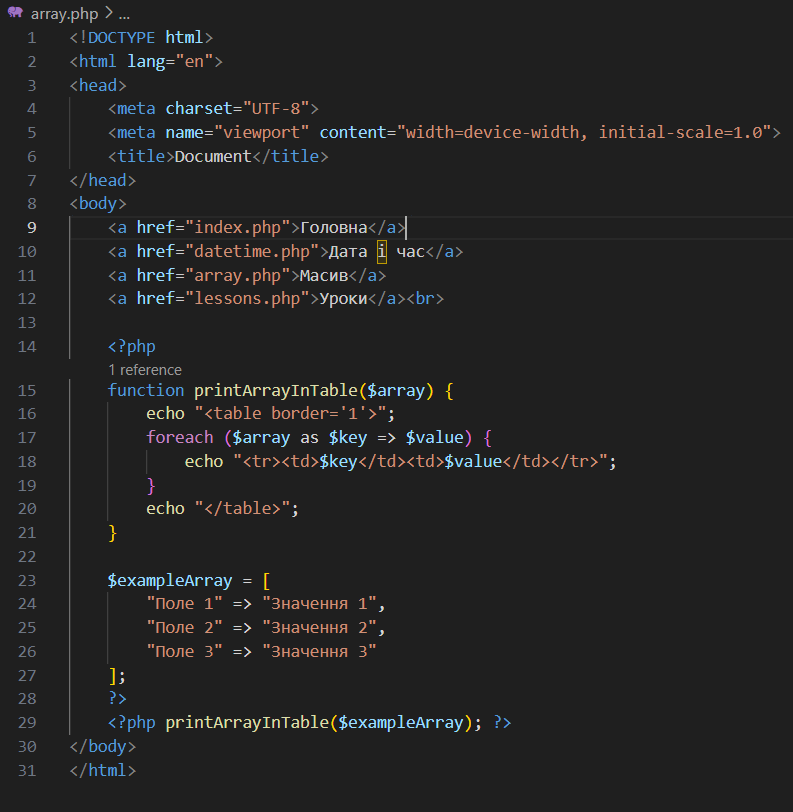 array.php > ...
1 <!DOCTYPE html>
2 <html lang="en">
3 <head>
4     <meta charset="UTF-8">
5     <meta name="viewport" content="width=device-width, initial-scale=1.0">
6     <title>Document</title>
7 </head>
8 <body>
9     <a href="index.php">Головна</a>
10     <a href="datetime.php">Дата і час</a>
11     <a href="array.php">Масив</a>
12     <a href="lessons.php">Уроки</a><br>
13
14     <?php
1 reference
15     function printArrayInTable($array) {
16         echo "<table border='1'>";
17         foreach ($array as $key => $value) {
18             echo "<tr><td>$key</td><td>$value</td></tr>";
19         }
20         echo "</table>";
21     }
22
23     $exampleArray = [
24         "Поле 1" => "Значення 1",
25         "Поле 2" => "Значення 2",
26         "Поле 3" => "Значення 3"
27     ];
28     ?>
29     <?php printArrayInTable($exampleArray); ?>
30 </body>
31 </html>